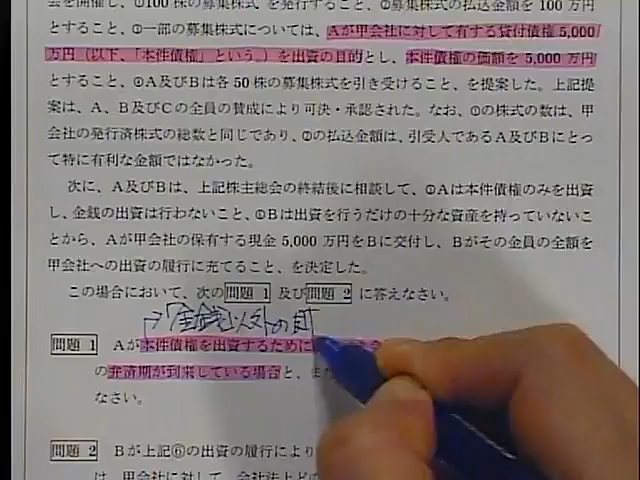 会を開催し、①100 株の募集株式 を発行すること、②募集株式の払込金額を 100 万円
とすること、③一部の募集株式については、Aが甲会社に対して有する貸付債権5,000
万円（以下、「本件債権」という。）を出資の目的とし、本件債権の価額を 5,000 万円
とすること、④A及びBは各 50 株の募集株式を引き受けること、を提案した。上記提
案は、A、B及びCの全員の賛成により可決・承認された。なお、①の株式の数は、甲
会社の発行済株式の総数と同じであり、②の払込金額は、引受人であるA及びBにとっ
て特に有利な金額ではなかった。
次に、A及びBは、上記株主総会の終結後に相談して、⑤Aは本件債権のみを出資
し、金銭の出資は行わないこと、⑥Bは出資を行うだけの十分な資産を持っていないこ
とから、Aが甲会社の保有する現金 5,000 万円をBに交付し、Bがその金員の全額を
甲会社への出資の履行に充てること、を決定した。
この場合において、次の 問題 1 及び 問題 2 に答えなさい。
→「金銭以外の財
問題 1 Aが本件債権を出資するために
の弁済期が到来している場合と、また
なさい。
問題 2 Bが上記⑥の出資の履行により
は、甲会社に対して、会社法上ど